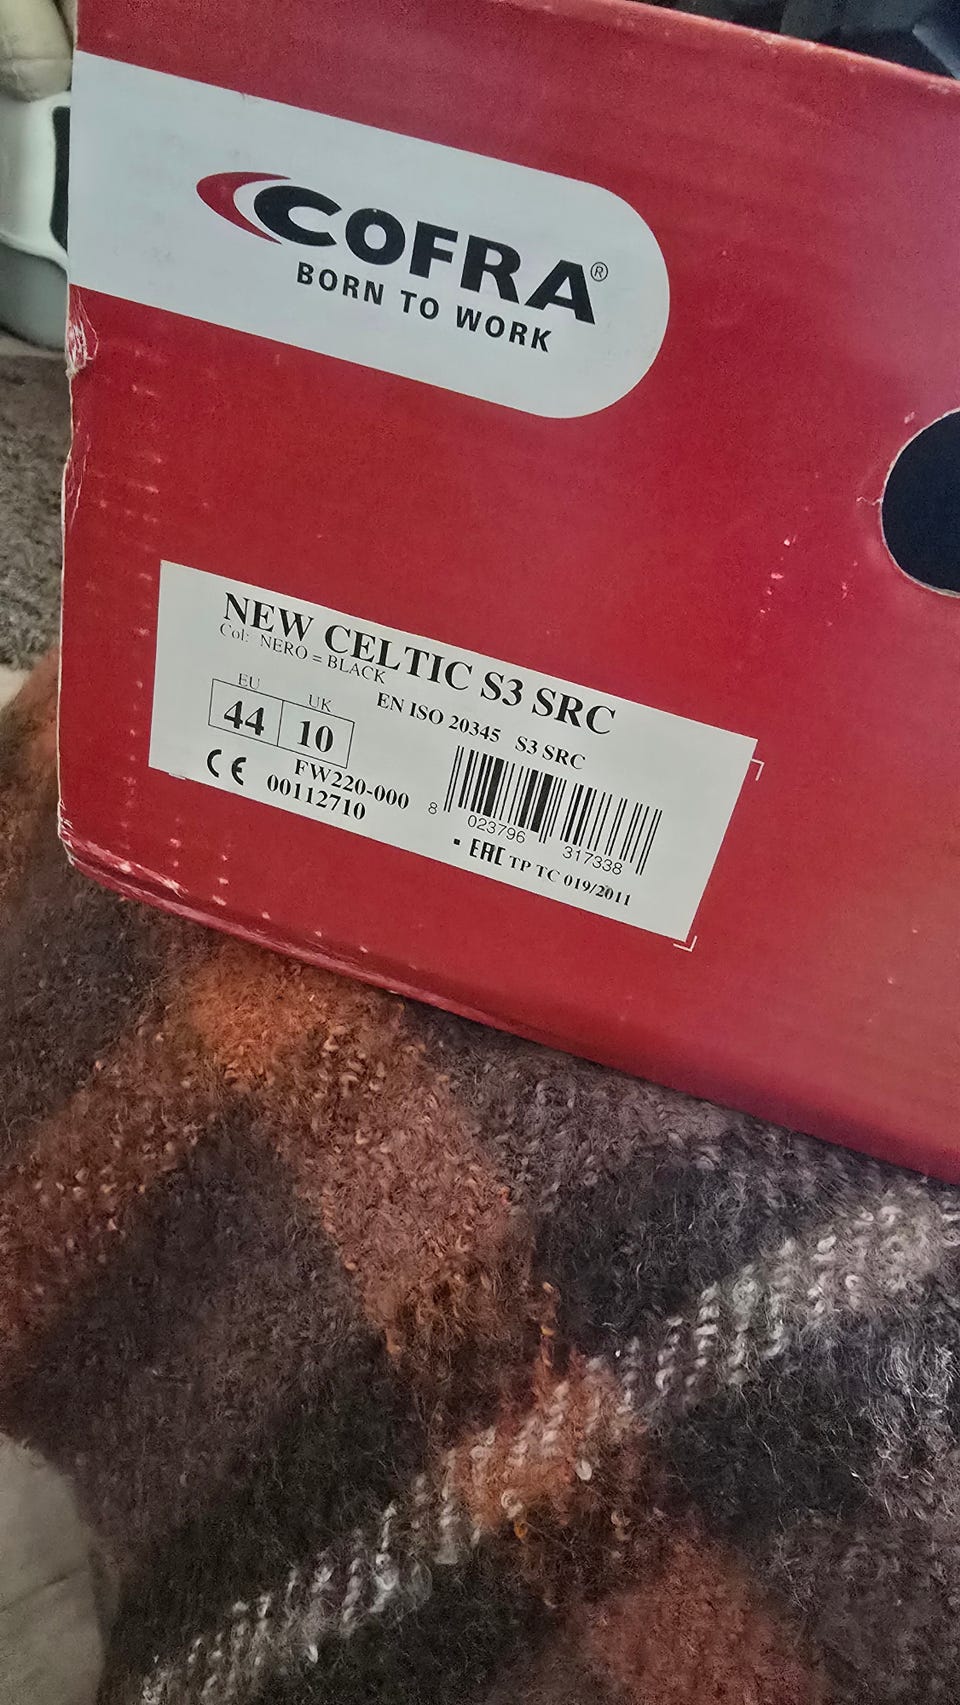 COFRA®
BORN TO WORK
NEW CELTIC S3 SRC
Col: NERO = BLACK
EN ISO 20345 S3 SRC
EU UK
44 10
CE FW220-000
00112710
8 023796 317338
EAC TP TC 019/2011